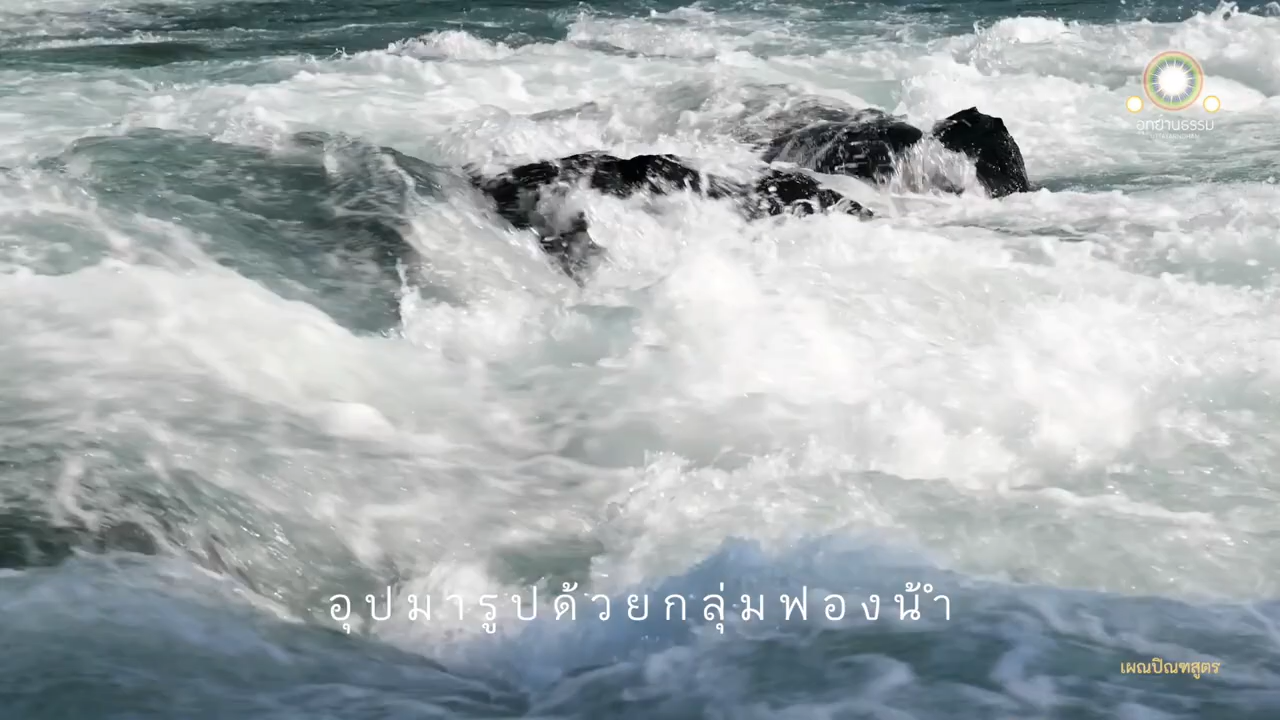 อุทยานธรรม
อุปมารูปด้วยกลุ่มฟองน้ำ
เผณปิณฑสูตร